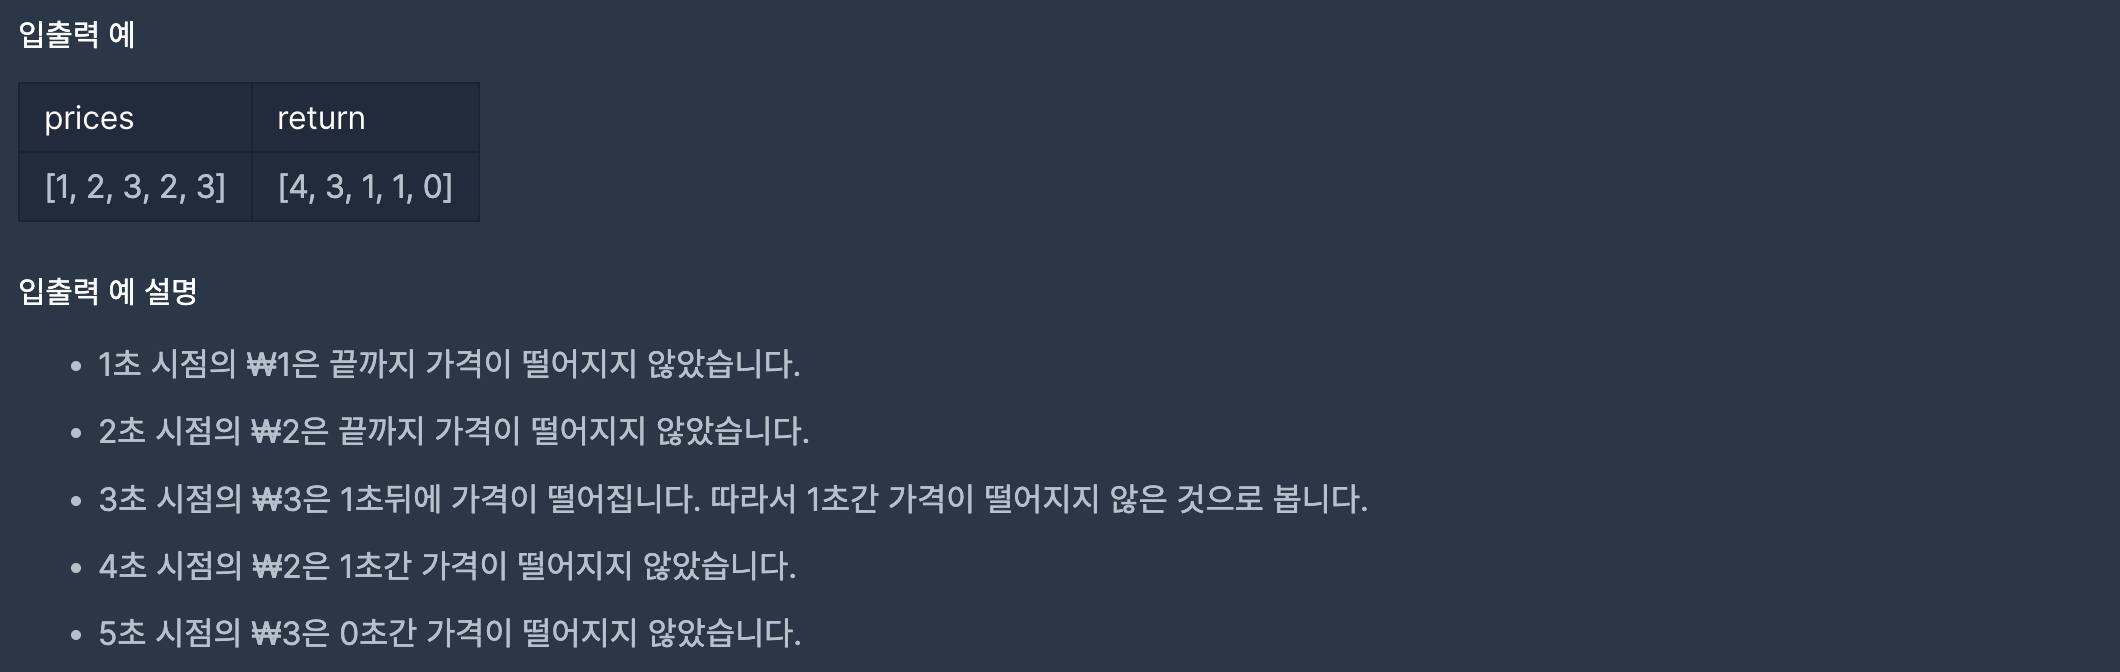 입출력 예
prices return
[1, 2, 3, 2, 3] [4, 3, 1, 1, 0]
입출력 예 설명
• 1초 시점의 ₩1은 끝까지 가격이 떨어지지 않았습니다.
• 2초 시점의 ₩2은 끝까지 가격이 떨어지지 않았습니다.
• 3초 시점의 ₩3은 1초뒤에 가격이 떨어집니다. 따라서 1초간 가격이 떨어지지 않은 것으로 봅니다.
• 4초 시점의 ₩2은 1초간 가격이 떨어지지 않았습니다.
• 5초 시점의 ₩3은 0초간 가격이 떨어지지 않았습니다.